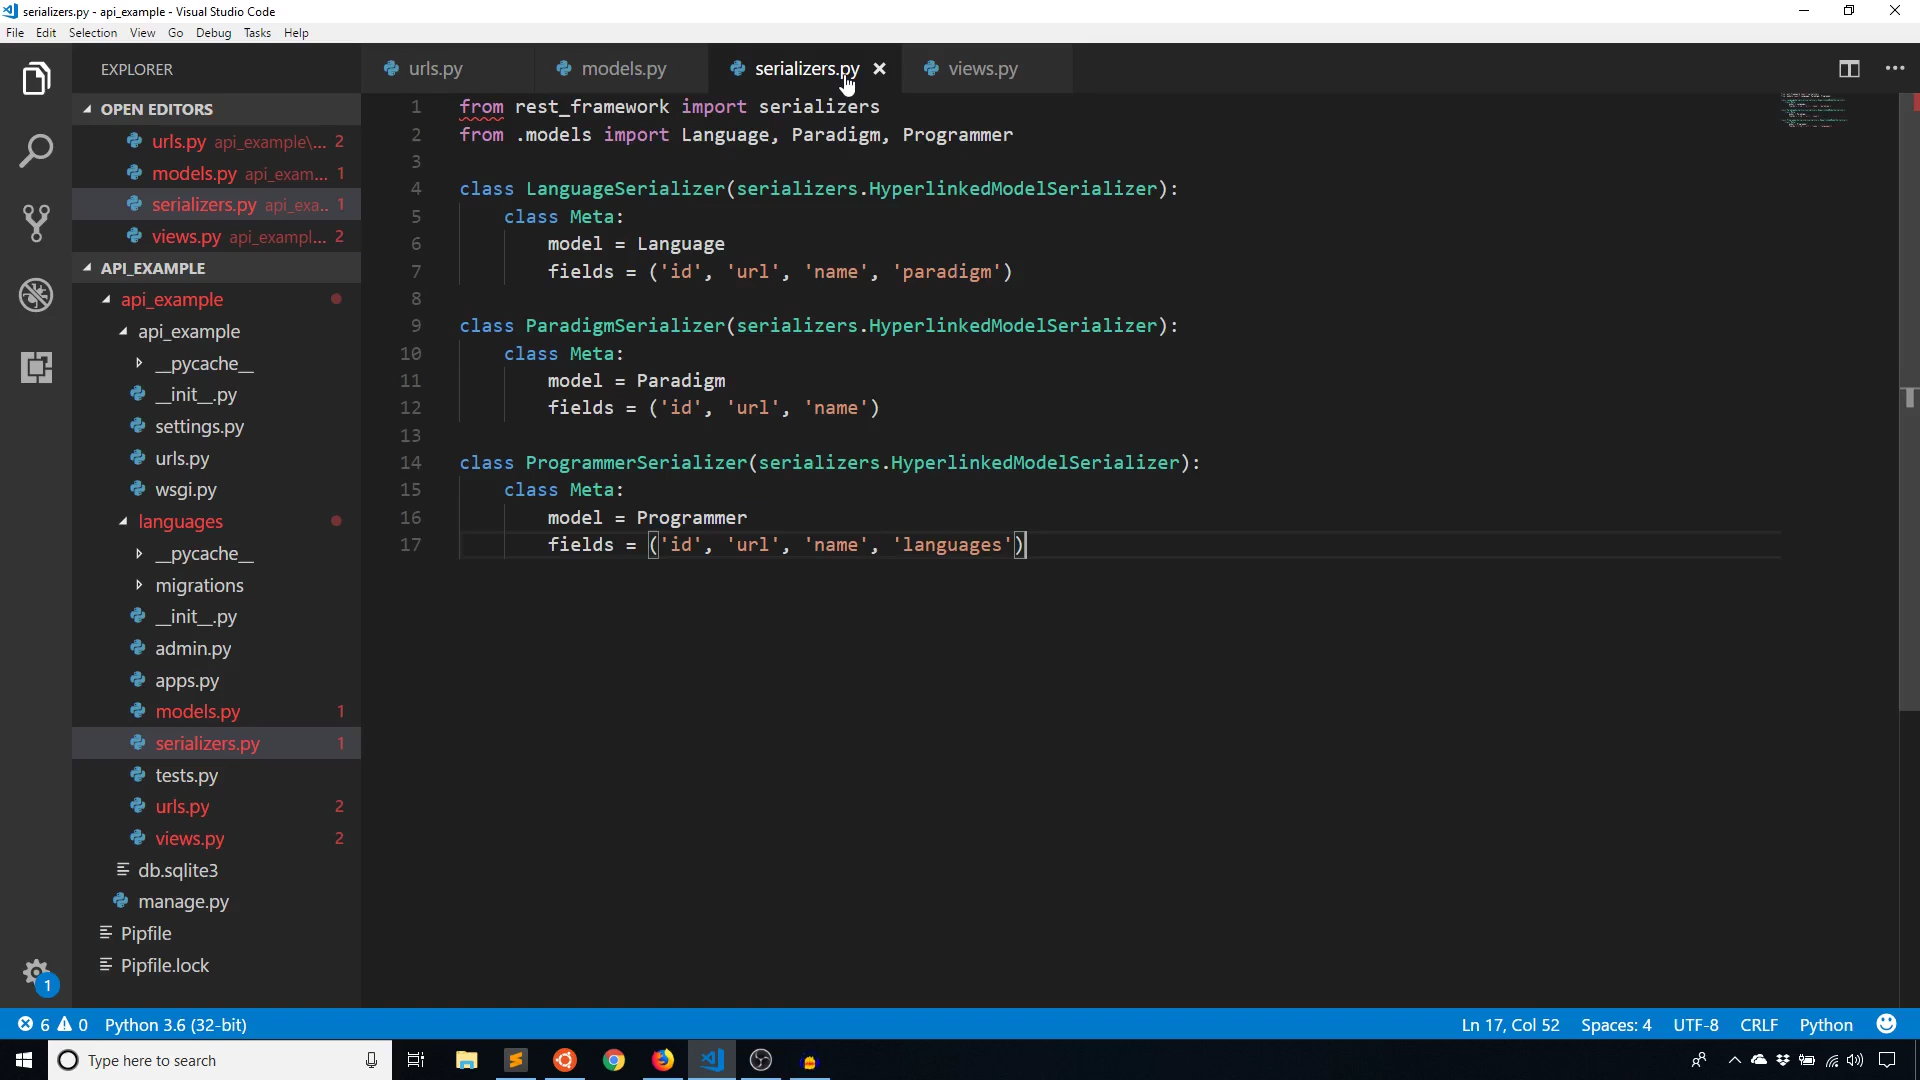 serializers.py - api_example - Visual Studio Code
File Edit Selection View Go Debug Tasks Help
EXPLORER
OPEN EDITORS
urls.py api_example\... 2
models.py api_exam... 1
serializers.py api_exa.. 1
views.py api_exampl... 2
API_EXAMPLE
api_example
api_example
__pycache__
__init__.py
settings.py
urls.py
wsgi.py
languages
__pycache__
migrations
__init__.py
admin.py
apps.py
models.py 1
serializers.py 1
tests.py
urls.py 2
views.py 2
db.sqlite3
manage.py
Pipfile
Pipfile.lock
1
urls.py models.py serializers.py views.py
1 from rest_framework import serializers
2 from .models import Language, Paradigm, Programmer
3
4 class LanguageSerializer(serializers.HyperlinkedModelSerializer):
5 class Meta:
6 model = Language
7 fields = ('id', 'url', 'name', 'paradigm')
8
9 class ParadigmSerializer(serializers.HyperlinkedModelSerializer):
10 class Meta:
11 model = Paradigm
12 fields = ('id', 'url', 'name')
13
14 class ProgrammerSerializer(serializers.HyperlinkedModelSerializer):
15 class Meta:
16 model = Programmer
17 fields = ('id', 'url', 'name', 'languages')
6 0 Python 3.6 (32-bit) Ln 17, Col 52 Spaces: 4 UTF-8 CRLF Python
Type here to search